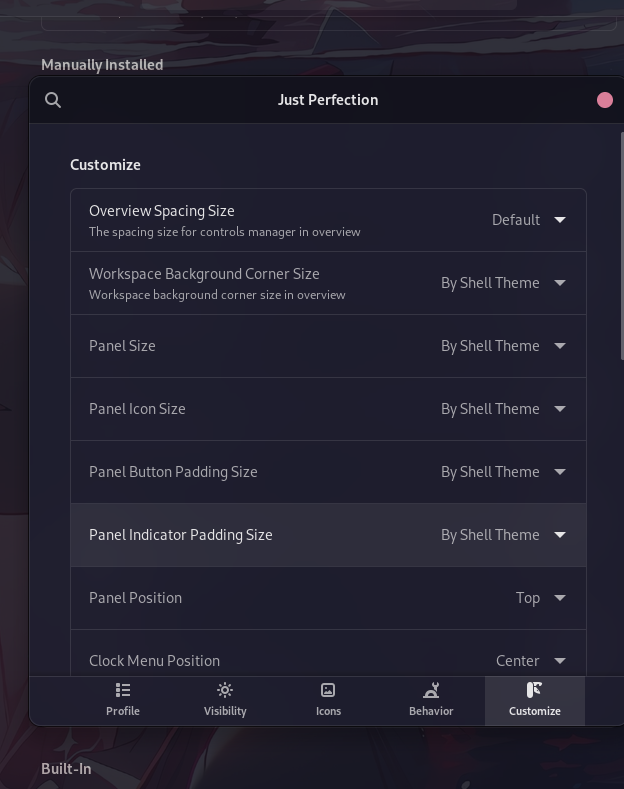 Manually Installed
Just Perfection
Customize
Overview Spacing Size
The spacing size for controls manager in overview
Default
Workspace Background Corner Size
Workspace background corner size in overview
By Shell Theme
Panel Size
By Shell Theme
Panel Icon Size
By Shell Theme
Panel Button Padding Size
By Shell Theme
Panel Indicator Padding Size
By Shell Theme
Panel Position
Top
Clock Menu Position
Center
Profile
Visibility
Icons
Behavior
Customize
Built-In